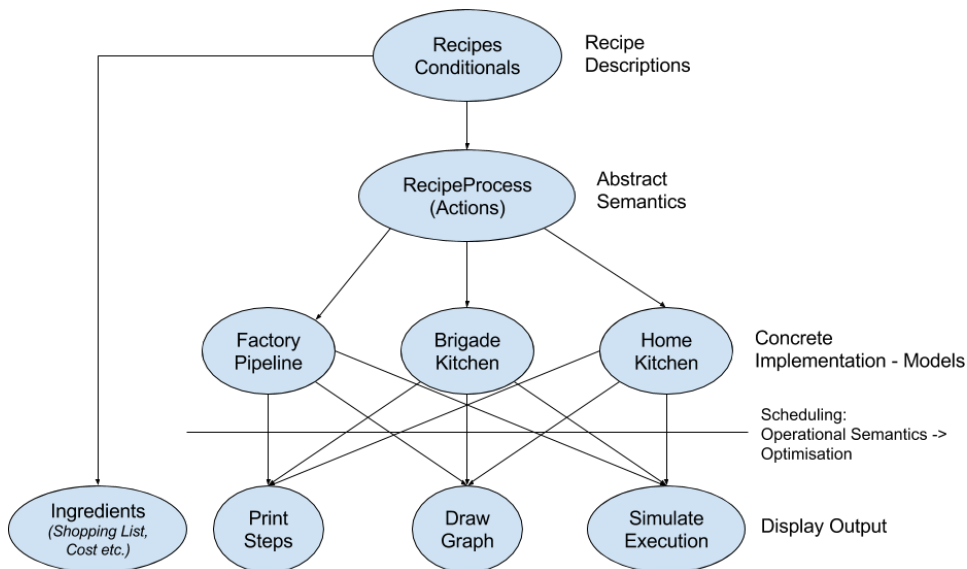 Recipes
Conditionals
Recipe
Descriptions
RecipeProcess
(Actions)
Abstract
Semantics
Factory
Pipeline
Brigade
Kitchen
Home
Kitchen
Concrete
Implementation - Models
Scheduling:
Operational Semantics ->
Optimisation
Ingredients
(Shopping List,
Cost etc.)
Print
Steps
Draw
Graph
Simulate
Execution
Display Output